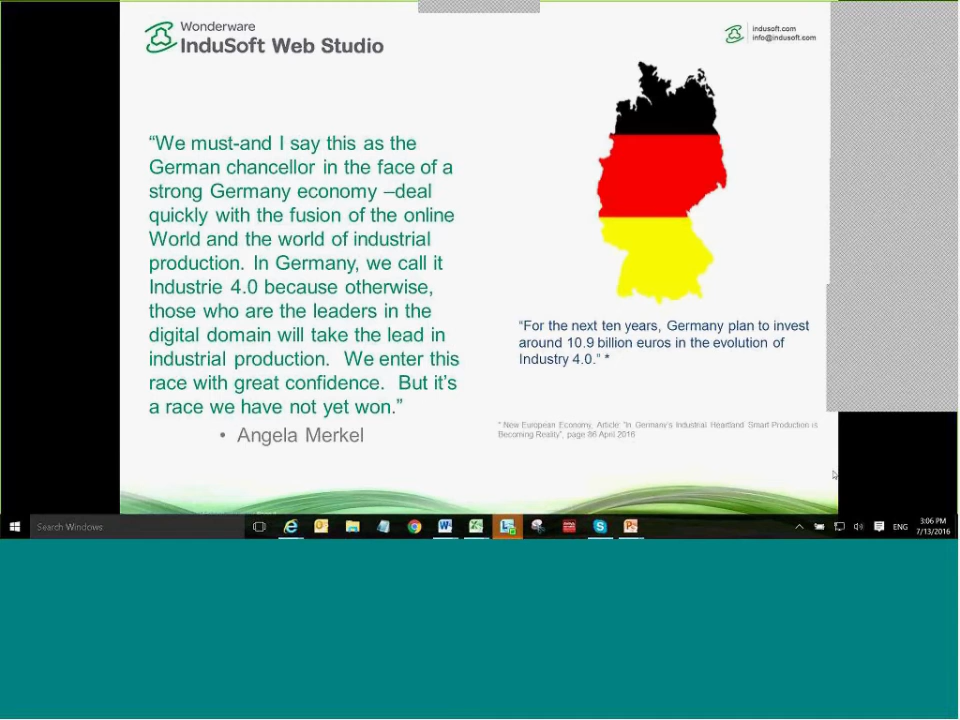 Wonderware
InduSoft Web Studio
indusoft.com
info@indusoft.com
“We must-and I say this as the
German chancellor in the face of a
strong Germany economy –deal
quickly with the fusion of the online
World and the world of industrial
production. In Germany, we call it
Industrie 4.0 because otherwise,
those who are the leaders in the
digital domain will take the lead in
industrial production.  We enter this
race with great confidence.  But it’s
a race we have not yet won.”
• Angela Merkel
“For the next ten years, Germany plan to invest
around 10.9 billion euros in the evolution of
Industry 4.0.” *
* New European Economy, Article: “In Germany’s Industrial Heartland Smart Production is
Becoming Reality”, page 86 April 2016
Search Windows
ENG
3:06 PM
7/13/2016